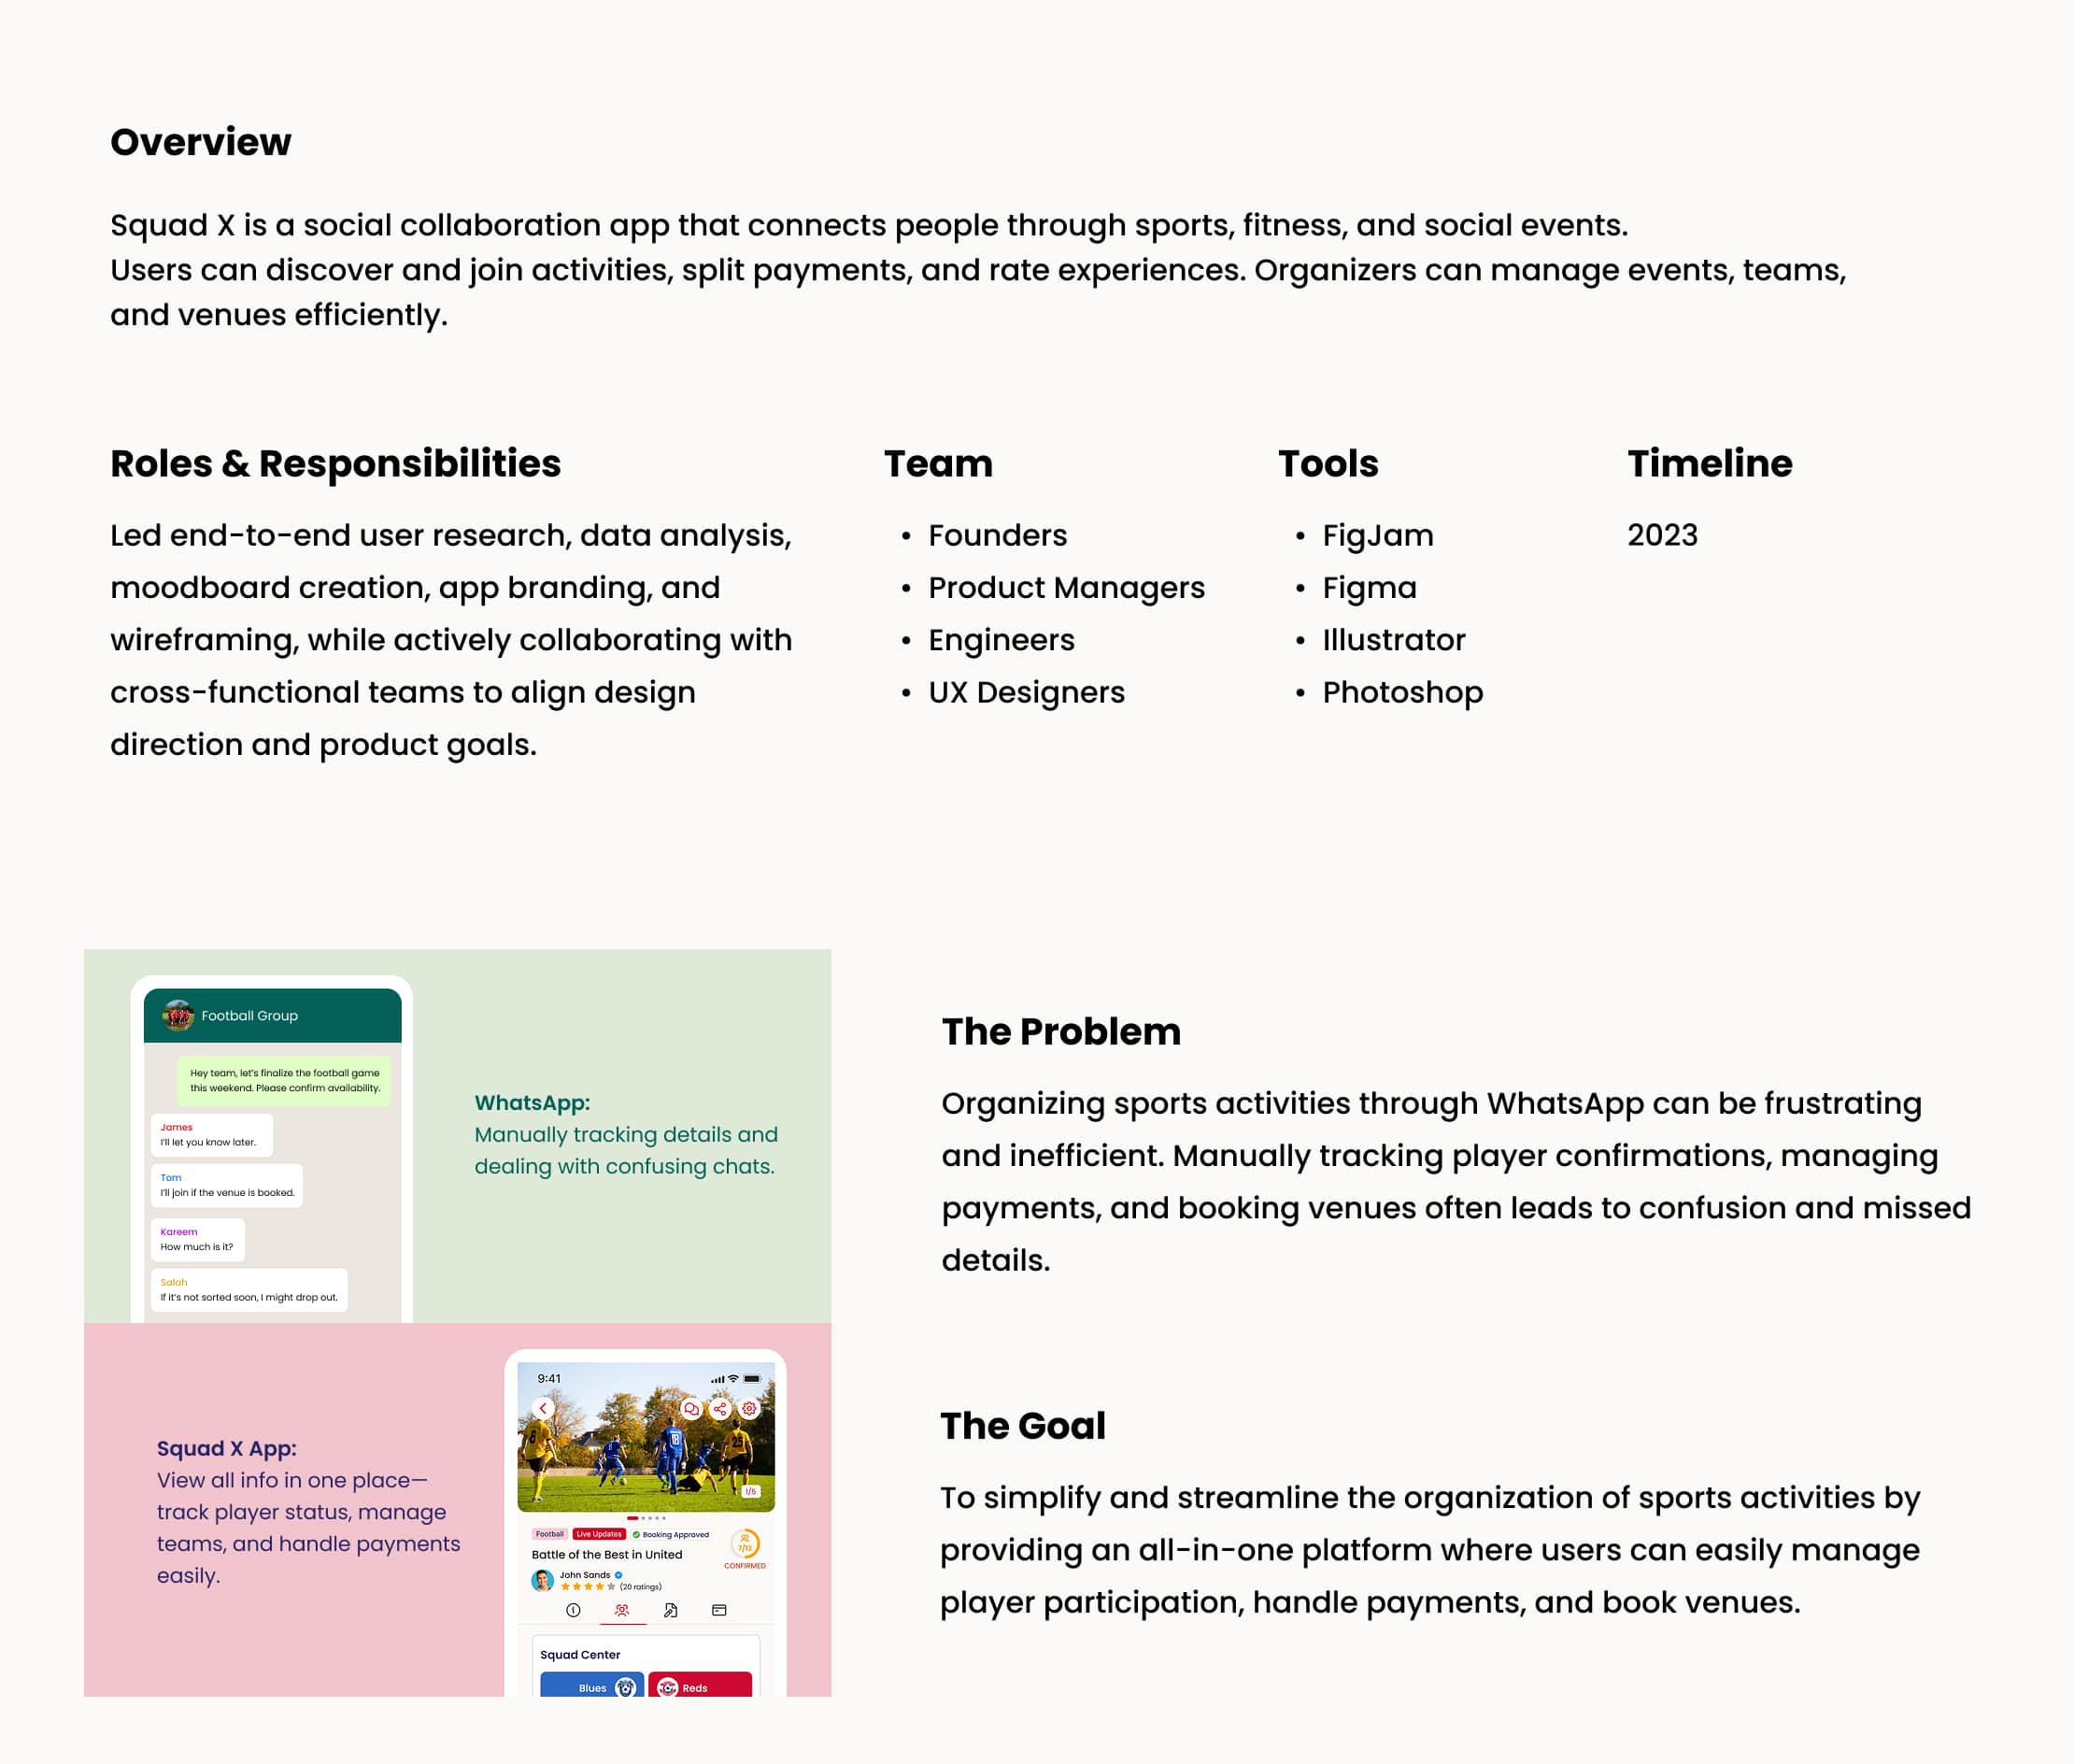 Overview
Squad X is a social collaboration app that connects people through sports, fitness, and social events.
Users can discover and join activities, split payments, and rate experiences. Organizers can manage events, teams,
and venues efficiently.
Roles & Responsibilities
Led end-to-end user research, data analysis,
moodboard creation, app branding, and
wireframing, while actively collaborating with
cross-functional teams to align design
direction and product goals.
Team
• Founders
• Product Managers
• Engineers
• UX Designers
Tools
• FigJam
• Figma
• Illustrator
• Photoshop
Timeline
2023
Football Group
Hey team, let's finalize the football game
this weekend. Please confirm availability.
James
I'll let you know later.
Tom
I'll join if the venue is booked.
Kareem
How much is it?
Salah
If it's not sorted soon, I might drop out.
WhatsApp:
Manually tracking details and
dealing with confusing chats.
Squad X App:
View all info in one place—
track player status, manage
teams, and handle payments
easily.
9:41
8
18
25
1/5
Football
Live Updates
Booking Approved
7/12
CONFIRMED
Battle of the Best in United
John Sands
(20 ratings)
Squad Center
Blues
Reds
The Problem
Organizing sports activities through WhatsApp can be frustrating
and inefficient. Manually tracking player confirmations, managing
payments, and booking venues often leads to confusion and missed
details.
The Goal
To simplify and streamline the organization of sports activities by
providing an all-in-one platform where users can easily manage
player participation, handle payments, and book venues.